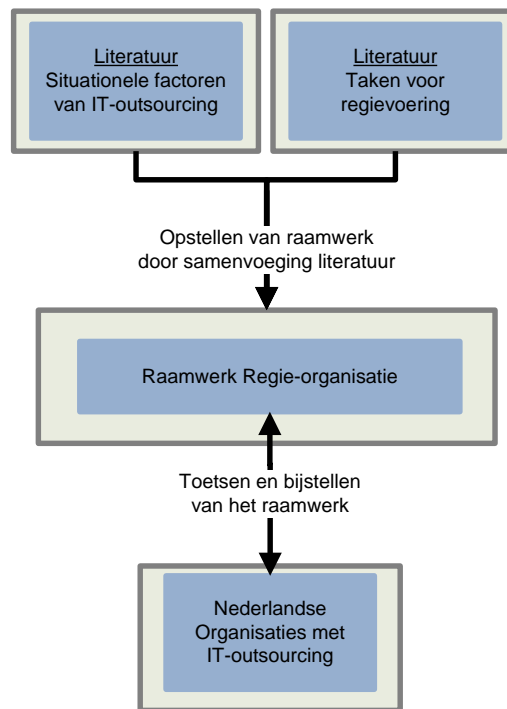 Literatuur
Situationele factoren
van IT-outsourcing
Literatuur
Taken voor
regievoering
Opstellen van raamwerk
door samenvoeging literatuur
Raamwerk Regie-organisatie
Toetsen en bijstellen
van het raamwerk
Nederlandse
Organisaties met
IT-outsourcing